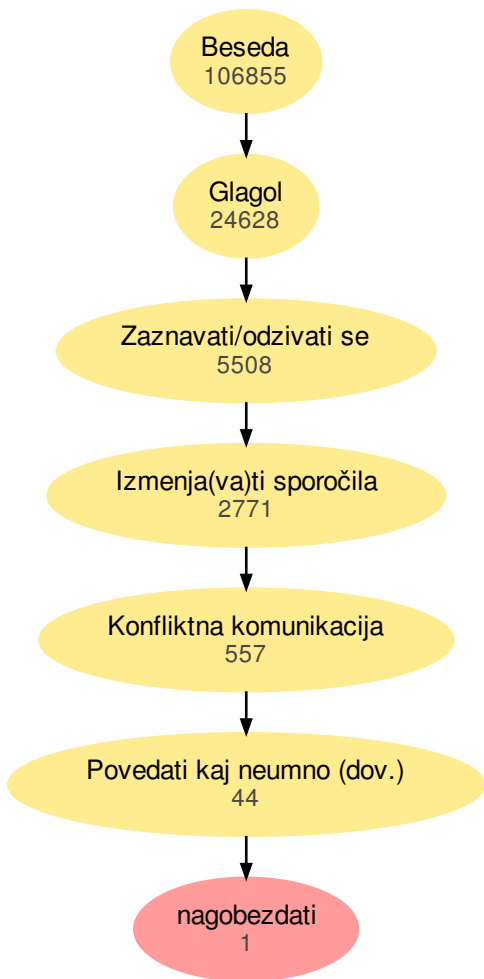 Beseda
106855
Glagol
24628
Zaznavati/odzivati se
5508
Izmenja(va)ti sporočila
2771
Konfliktna komunikacija
557
Povedati kaj neumno (dov.)
44
nagobezdati
1